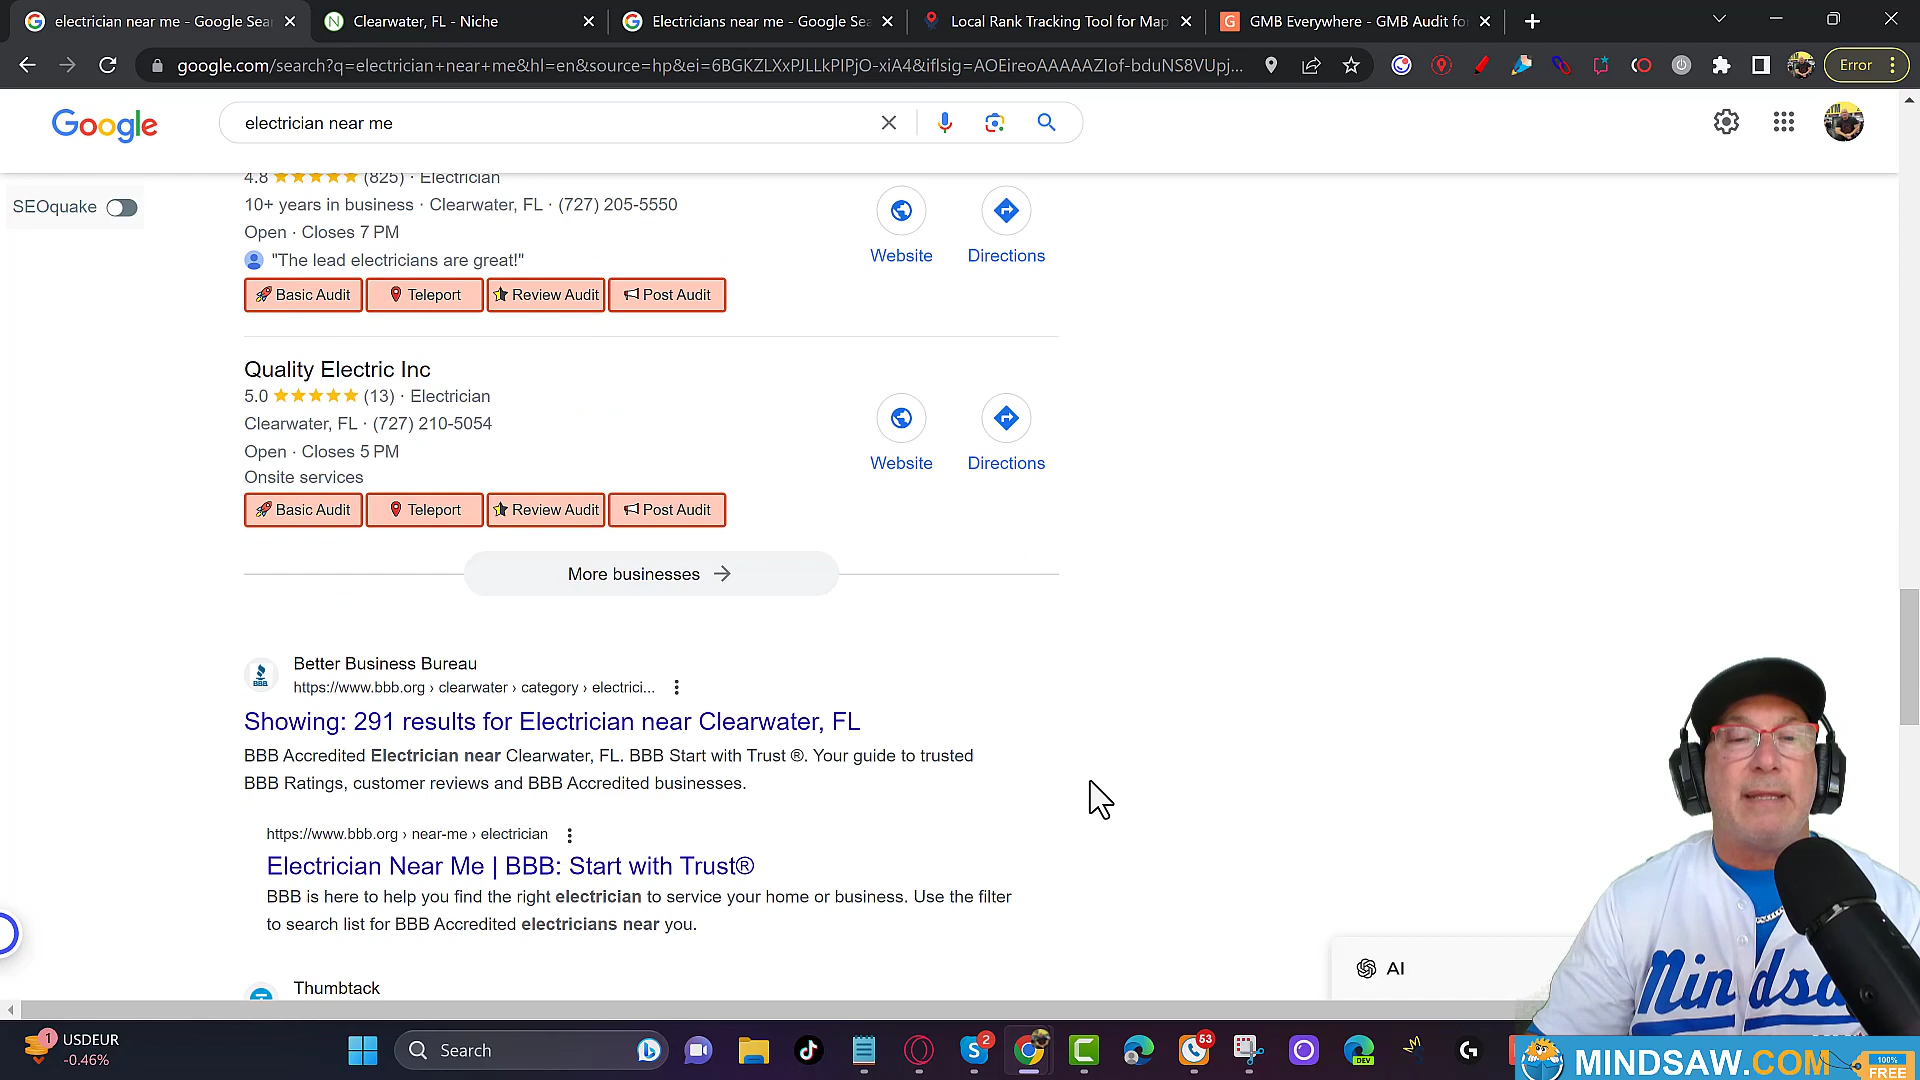 electrician near me - Google Sea
Clearwater, FL - Niche
Electricians near me - Google Sea
Local Rank Tracking Tool for Map
GMB Everywhere - GMB Audit fo
google.com/search?q=electrician+near+me&hl=en&source=hp&ei=6BGKZLXxPJLLkPIPjO-xiA4&iflsig=AOEireoAAAAAZIof-bduNS8VUpj...
Error
Google
electrician near me
SEOquake
4.8 (825) · Electrician
10+ years in business · Clearwater, FL · (727) 205-5550
Open · Closes 7 PM
"The lead electricians are great!"
Website
Directions
Basic Audit
Teleport
Review Audit
Post Audit
Quality Electric Inc
5.0 (13) · Electrician
Clearwater, FL · (727) 210-5054
Open · Closes 5 PM
Onsite services
Website
Directions
Basic Audit
Teleport
Review Audit
Post Audit
More businesses
Better Business Bureau
BBB
https://www.bbb.org › clearwater › category › electrici...
Showing: 291 results for Electrician near Clearwater, FL
BBB Accredited Electrician near Clearwater, FL. BBB Start with Trust ®. Your guide to trusted
BBB Ratings, customer reviews and BBB Accredited businesses.
https://www.bbb.org › near-me › electrician
Electrician Near Me | BBB: Start with Trust®
BBB is here to help you find the right electrician to service your home or business. Use the filter
to search list for BBB Accredited electricians near you.
Thumbtack
AI
1
USDEUR
-0.46%
Search
2
53
DEV
MINDSAW.COM
100%
FREE